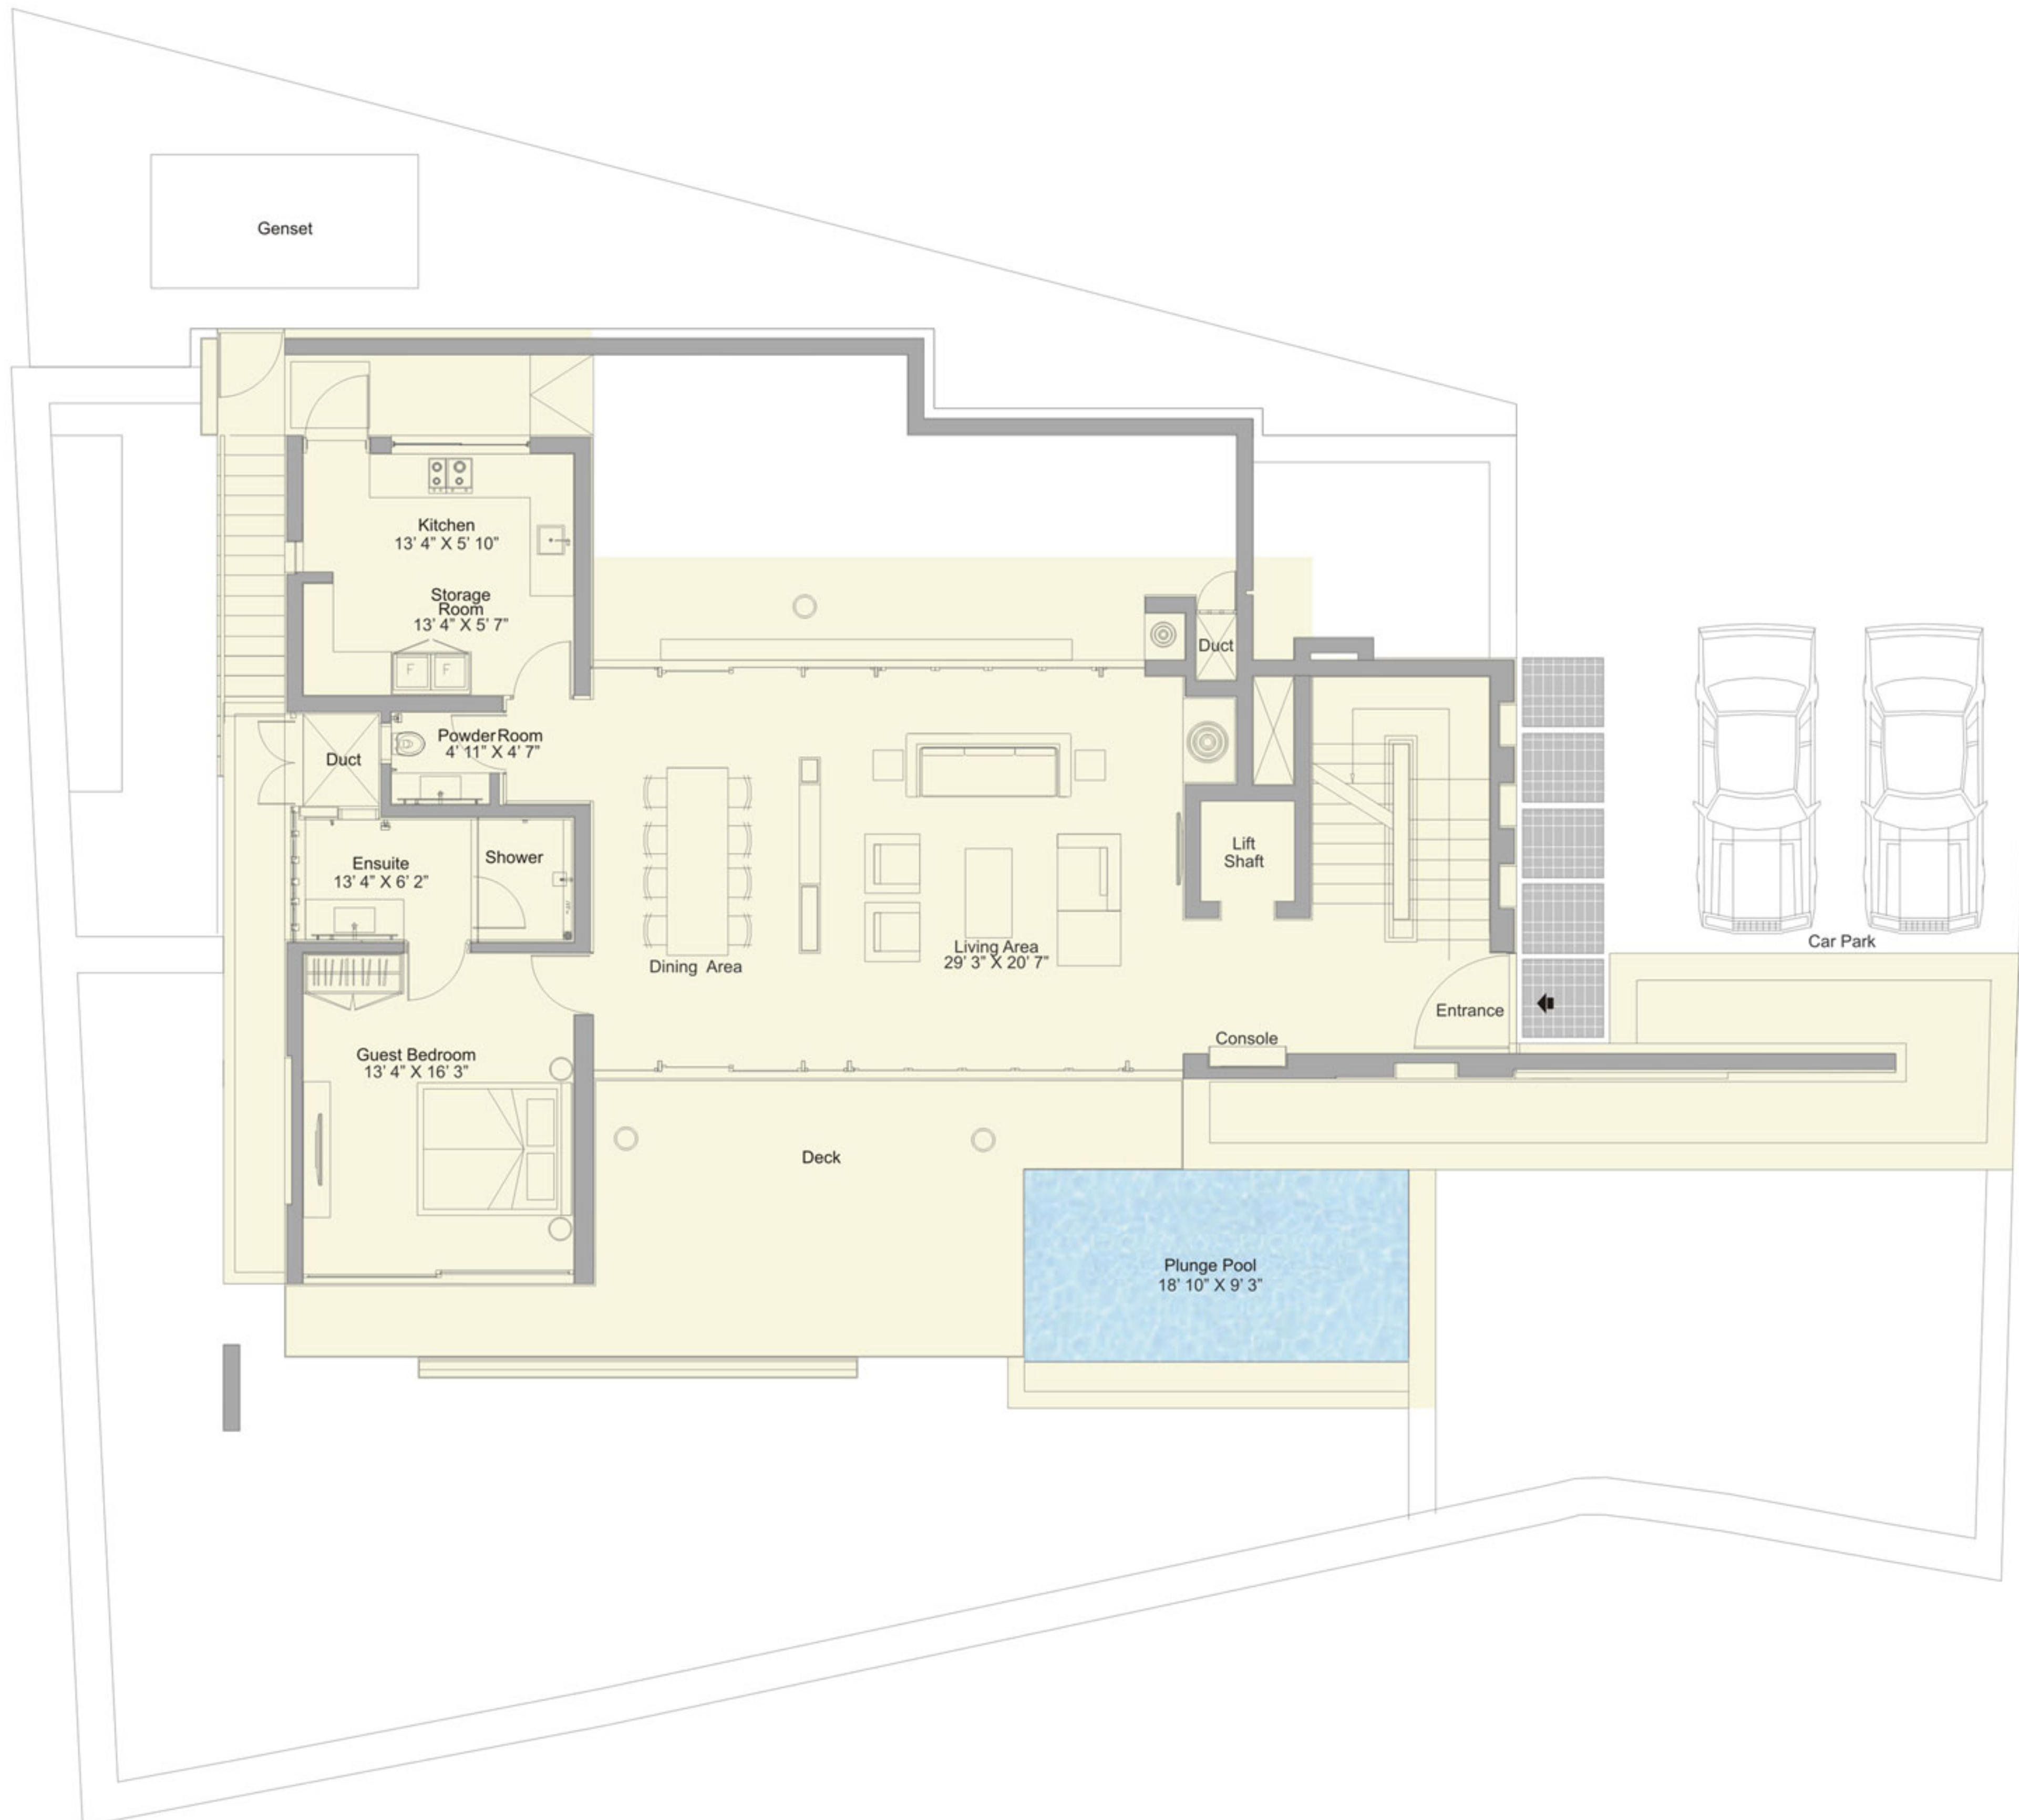 Genset
Kitchen
13' 4" X 5' 10"
Storage
Room
13' 4" X 5' 7"
Duct
Powder Room
4' 11" X 4' 7"
Duct
F
F
Ensuite
13' 4" X 6' 2"
Shower
Lift
Shaft
Dining Area
Living Area
29' 3" X 20' 7"
Car Park
Entrance
Console
Guest Bedroom
13' 4" X 16' 3"
Deck
Plunge Pool
18' 10" X 9' 3"